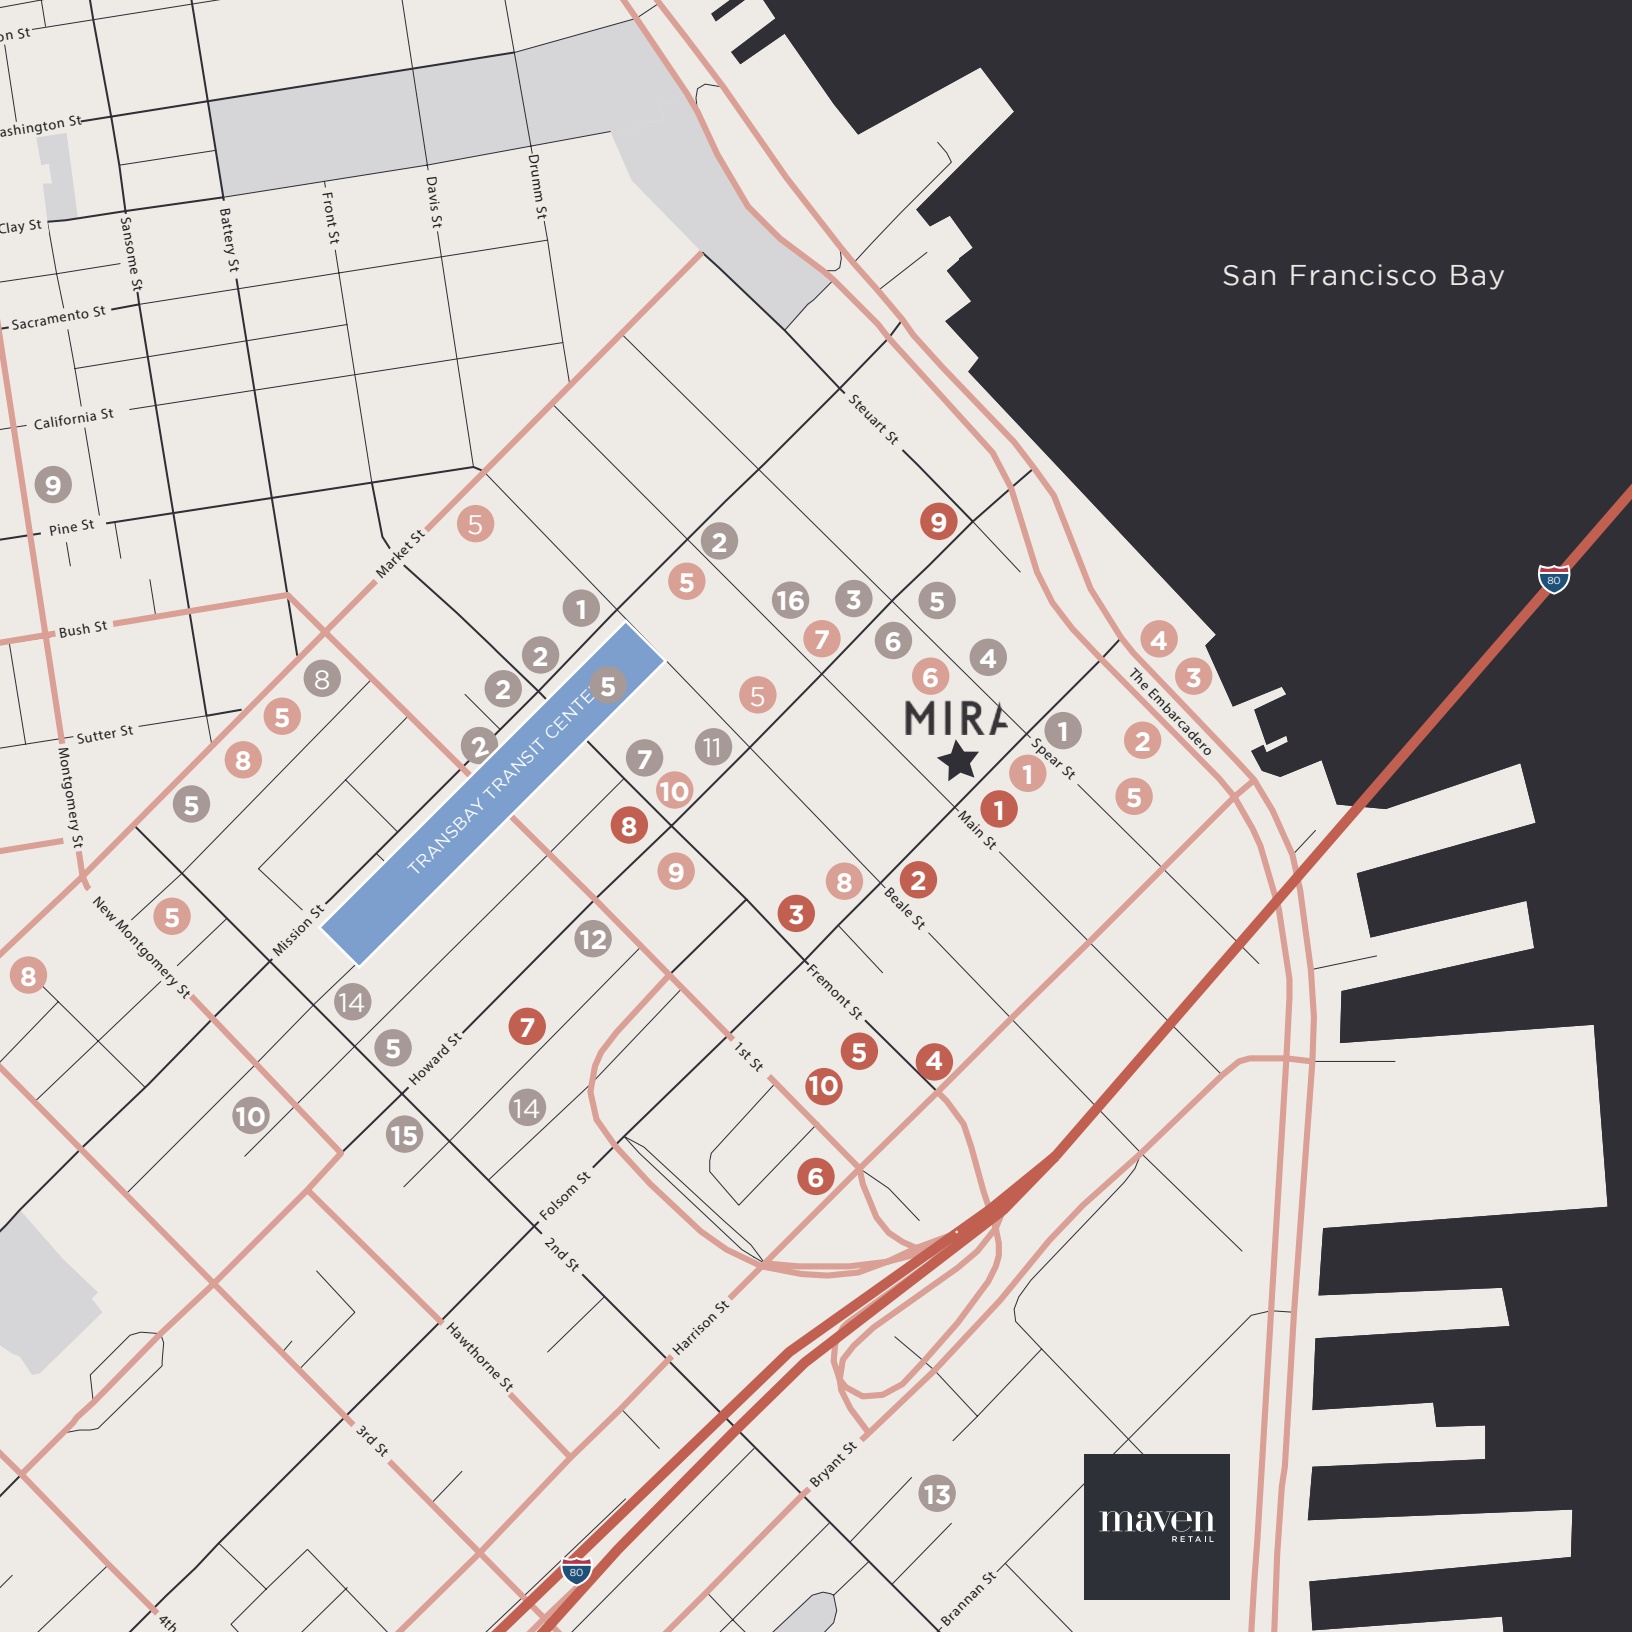 on St
ashington St
Clay St
Sansome St
Battery St
Front St
Davis St
Drumm St
San Francisco Bay
Sacramento St
California St
Steuart St
9
Pine St
Market St
5
9
2
5
80
1
16
3
5
Bush St
7
6
4
2
4
6
3
8
2
5
5
MIRA
The Embarcadero
5
Sutter St
2
11
1
2
8
7
Spear St
1
Montgomery St
TRANSBAY TRANSIT CENTE
10
5
5
8
1
Main St
9
8
2
New Montgomery St
5
Mission St
3
Beale St
12
8
14
Fremont St
7
5
Howard St
1st St
5
4
10
10
14
15
6
Folsom St
2nd St
Harrison St
Hawthorne St
3rd St
Bryant St
13
maven
RETAIL
80
Brannan St
4th